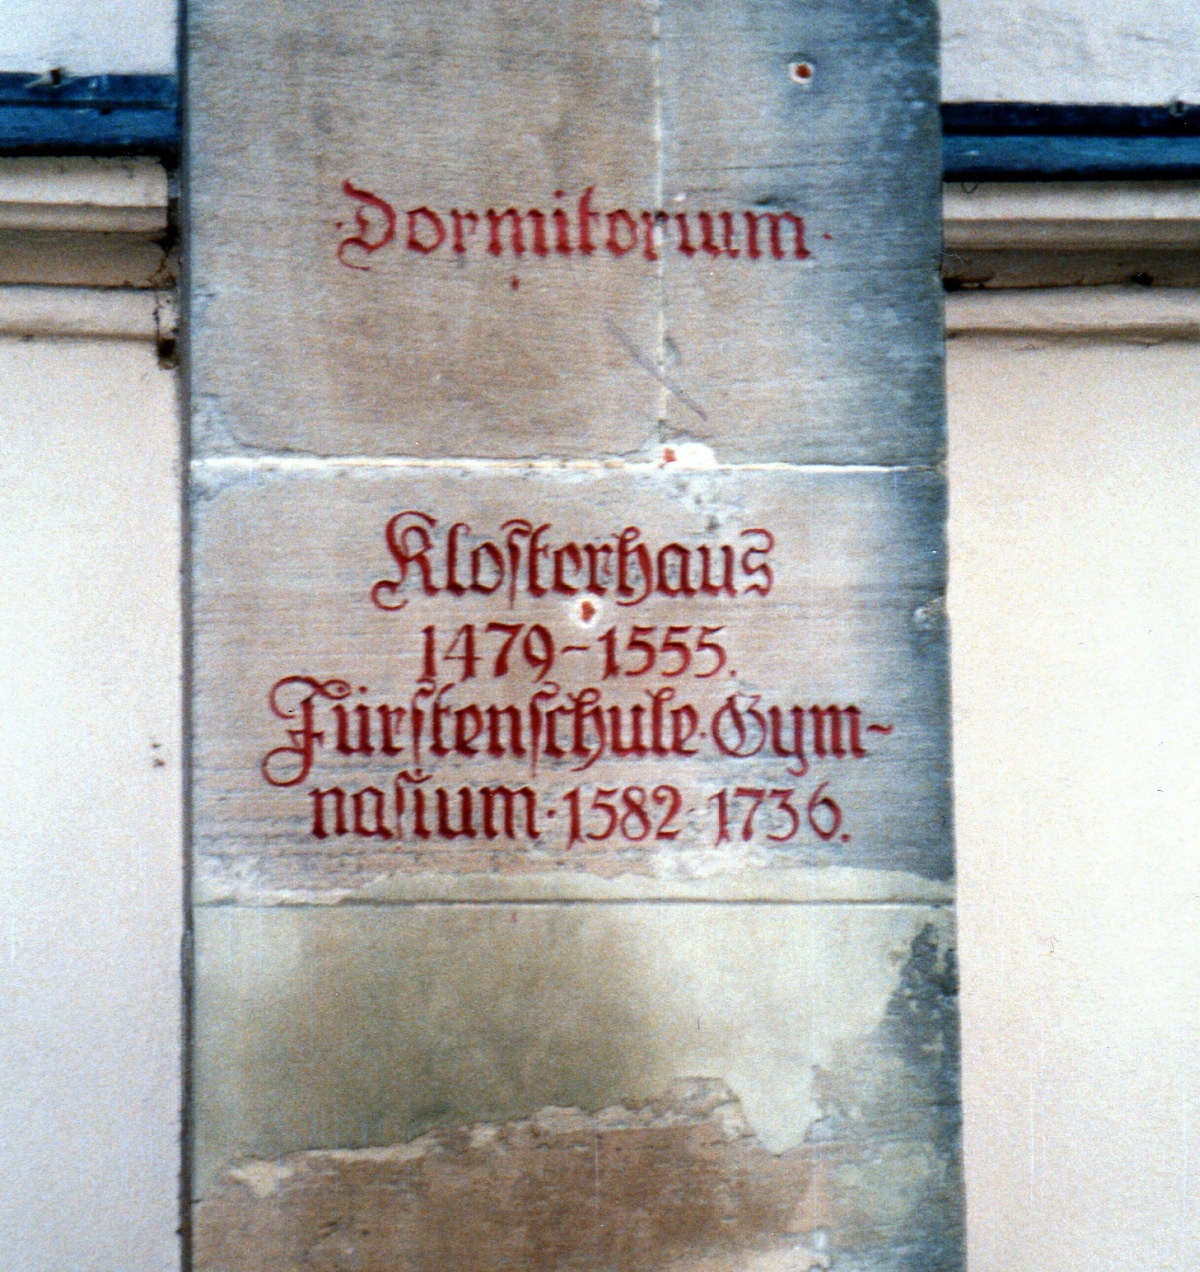 ·Dormitorium·
Klosterhaus
1479-1555.
Fürstenschule·Gym-
nasium·1582·1736.